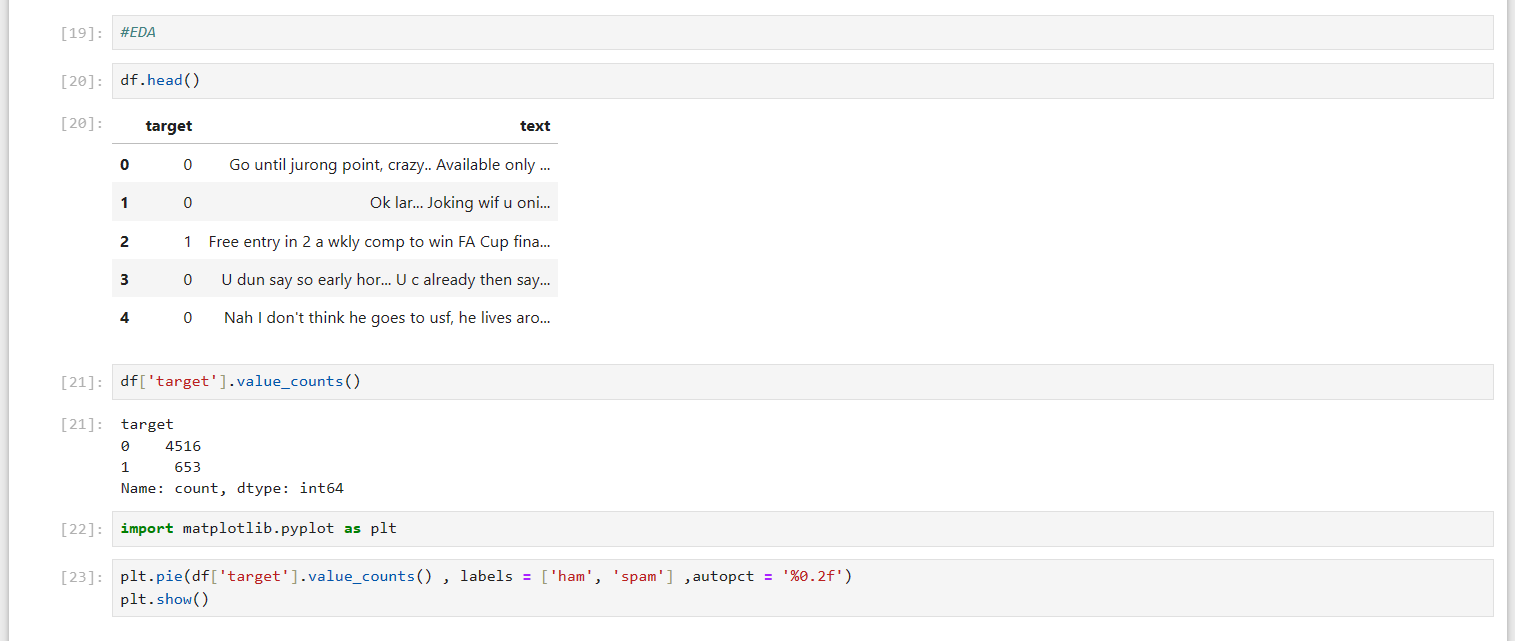 [19]: #EDA
[20]: df.head()
[20]: target text
0 0 Go until jurong point, crazy.. Available only ...
1 0 Ok lar... Joking wif u oni...
2 1 Free entry in 2 a wkly comp to win FA Cup fina...
3 0 U dun say so early hor... U c already then say...
4 0 Nah I don't think he goes to usf, he lives aro...
[21]: df['target'].value_counts()
[21]: target
0    4516
1     653
Name: count, dtype: int64
[22]: import matplotlib.pyplot as plt
[23]: plt.pie(df['target'].value_counts() , labels = ['ham', 'spam'] ,autopct = '%0.2f')
plt.show()